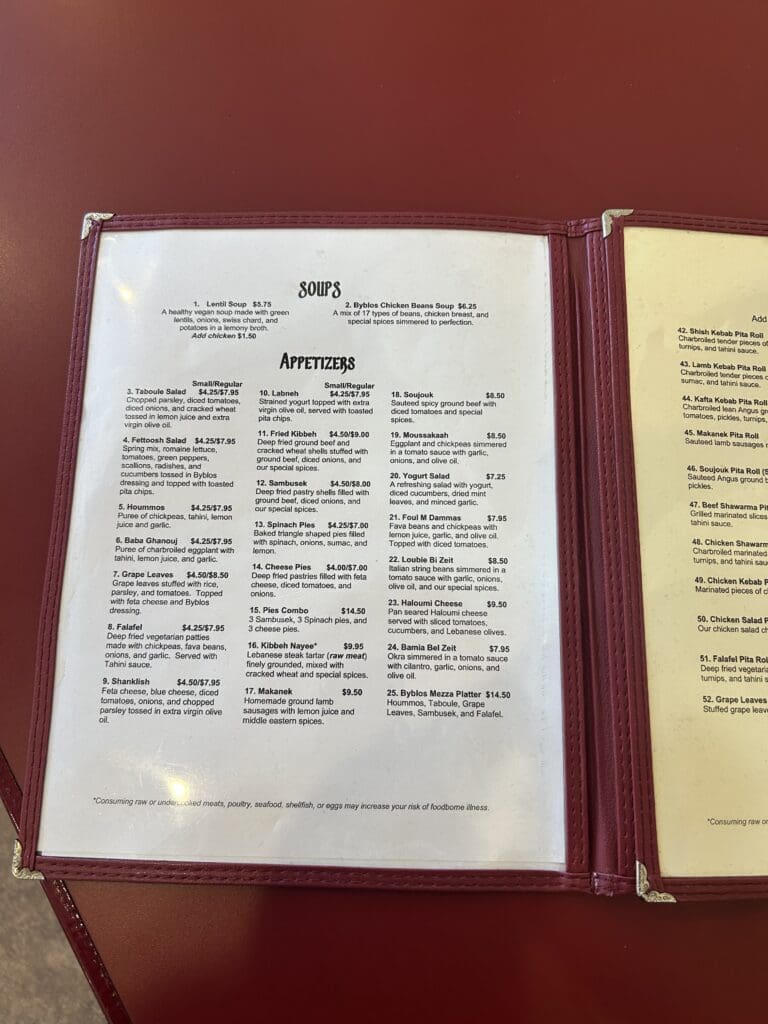 SOUPS
1. Lentil Soup $5.75
A healthy vegan soup made with green
lentils, onions, swiss chard, and
potatoes in a lemony broth.
Add chicken $1.50
2. Byblos Chicken Beans Soup $6.25
A mix of 17 types of beans, chicken breast, and
special spices simmered to perfection.
APPETIZERS
Small/Regular
3. Taboule Salad $4.25/$7.95
Chopped parsley, diced tomatoes,
diced onions, and cracked wheat
tossed in lemon juice and extra
virgin olive oil.
4. Fettoosh Salad $4.25/$7.95
Spring mix, romaine lettuce,
tomatoes, green peppers,
scallions, radishes, and
cucumbers tossed in Byblos
dressing and topped with toasted
pita chips.
5. Hoummos $4.25/$7.95
Puree of chickpeas, tahini, lemon
juice and garlic.
6. Baba Ghanouj $4.25/$7.95
Puree of charbroiled eggplant with
tahini, lemon juice, and garlic.
7. Grape Leaves $4.50/$8.50
Grape leaves stuffed with rice,
parsley, and tomatoes. Topped
with feta cheese and Byblos
dressing.
8. Falafel $4.25/$7.95
Deep fried vegetarian patties
made with chickpeas, fava beans,
onions, and garlic. Served with
Tahini sauce.
9. Shanklish $4.50/$7.95
Feta cheese, blue cheese, diced
tomatoes, onions, and chopped
parsley tossed in extra virgin olive
oil.
Small/Regular
10. Labneh $4.25/$7.95
Strained yogurt topped with extra
virgin olive oil, served with toasted
pita chips.
11. Fried Kibbeh $4.50/$9.00
Deep fried ground beef and
cracked wheat shells stuffed with
ground beef, diced onions, and
our special spices.
12. Sambusek $4.50/$8.00
Deep fried pastry shells filled with
ground beef, diced onions, and
our special spices.
13. Spinach Pies $4.25/$7.00
Baked triangle shaped pies filled
with spinach, onions, sumac, and
lemon.
14. Cheese Pies $4.00/$7.00
Deep fried pastries filled with feta
cheese, diced tomatoes, and
onions.
15. Pies Combo $14.50
3 Sambusek, 3 Spinach pies, and
3 cheese pies.
16. Kibbeh Nayee* $9.95
Lebanese steak tartar (raw meat)
finely grounded, mixed with
cracked wheat and special spices.
17. Makanek $9.50
Homemade ground lamb
sausages with lemon juice and
middle eastern spices.
18. Soujouk $8.50
Sauteed spicy ground beef with
diced tomatoes and special
spices.
19. Moussakaah $8.50
Eggplant and chickpeas simmered
in a tomato sauce with garlic,
onions, and olive oil.
20. Yogurt Salad $7.25
A refreshing salad with yogurt,
diced cucumbers, dried mint
leaves, and minced garlic.
21. Foul M Dammas $7.95
Fava beans and chickpeas with
lemon juice, garlic, and olive oil.
Topped with diced tomatoes.
22. Loubie Bi Zeit $8.50
Italian string beans simmered in a
tomato sauce with garlic, onions,
olive oil, and our special spices.
23. Haloumi Cheese $9.50
Pan seared Haloumi cheese
served with sliced tomatoes,
cucumbers, and Lebanese olives.
24. Bamia Bel Zeit $7.95
Okra simmered in a tomato sauce
with cilantro, garlic, onions, and
olive oil.
25. Byblos Mezza Platter $14.50
Hoummos, Taboule, Grape
Leaves, Sambusek, and Falafel.
*Consuming raw or undercooked meats, poultry, seafood, shellfish, or eggs may increase your risk of foodborne illness.
Add
42. Shish Kebab Pita Roll
Charbroiled tender pieces of
turnips, and tahini sauce.
43. Lamb Kebab Pita Roll
Charbroiled tender pieces
sumac, and tahini sauce.
44. Kafta Kebab Pita Roll
Charbroiled lean Angus
tomatoes, pickles, turnips,
45. Makanek Pita Roll
Sauteed lamb sausages
46. Soujouk Pita Roll
Sauteed Angus ground
pickles.
47. Beef Shawarma
Grilled marinated slices
tahini sauce.
48. Chicken
Charbroiled marinated
turnips, and tahini
49. Chicken Kebab
Marinated pieces of
50. Chicken Salad
Our chicken salad
51. Falafel Pita
Deep fried
turnips, and tahini
52. Grape Leaves
Stuffed grape
*Consuming raw or